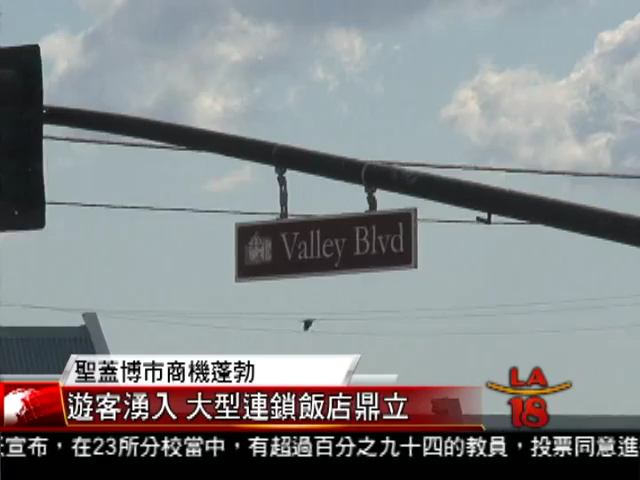 Valley Blvd
聖蓋博市商機蓬勃
遊客湧入 大型連鎖飯店鼎立
LA
18
宣布，在23所分校當中，有超過百分之九十四的教員，投票同意進